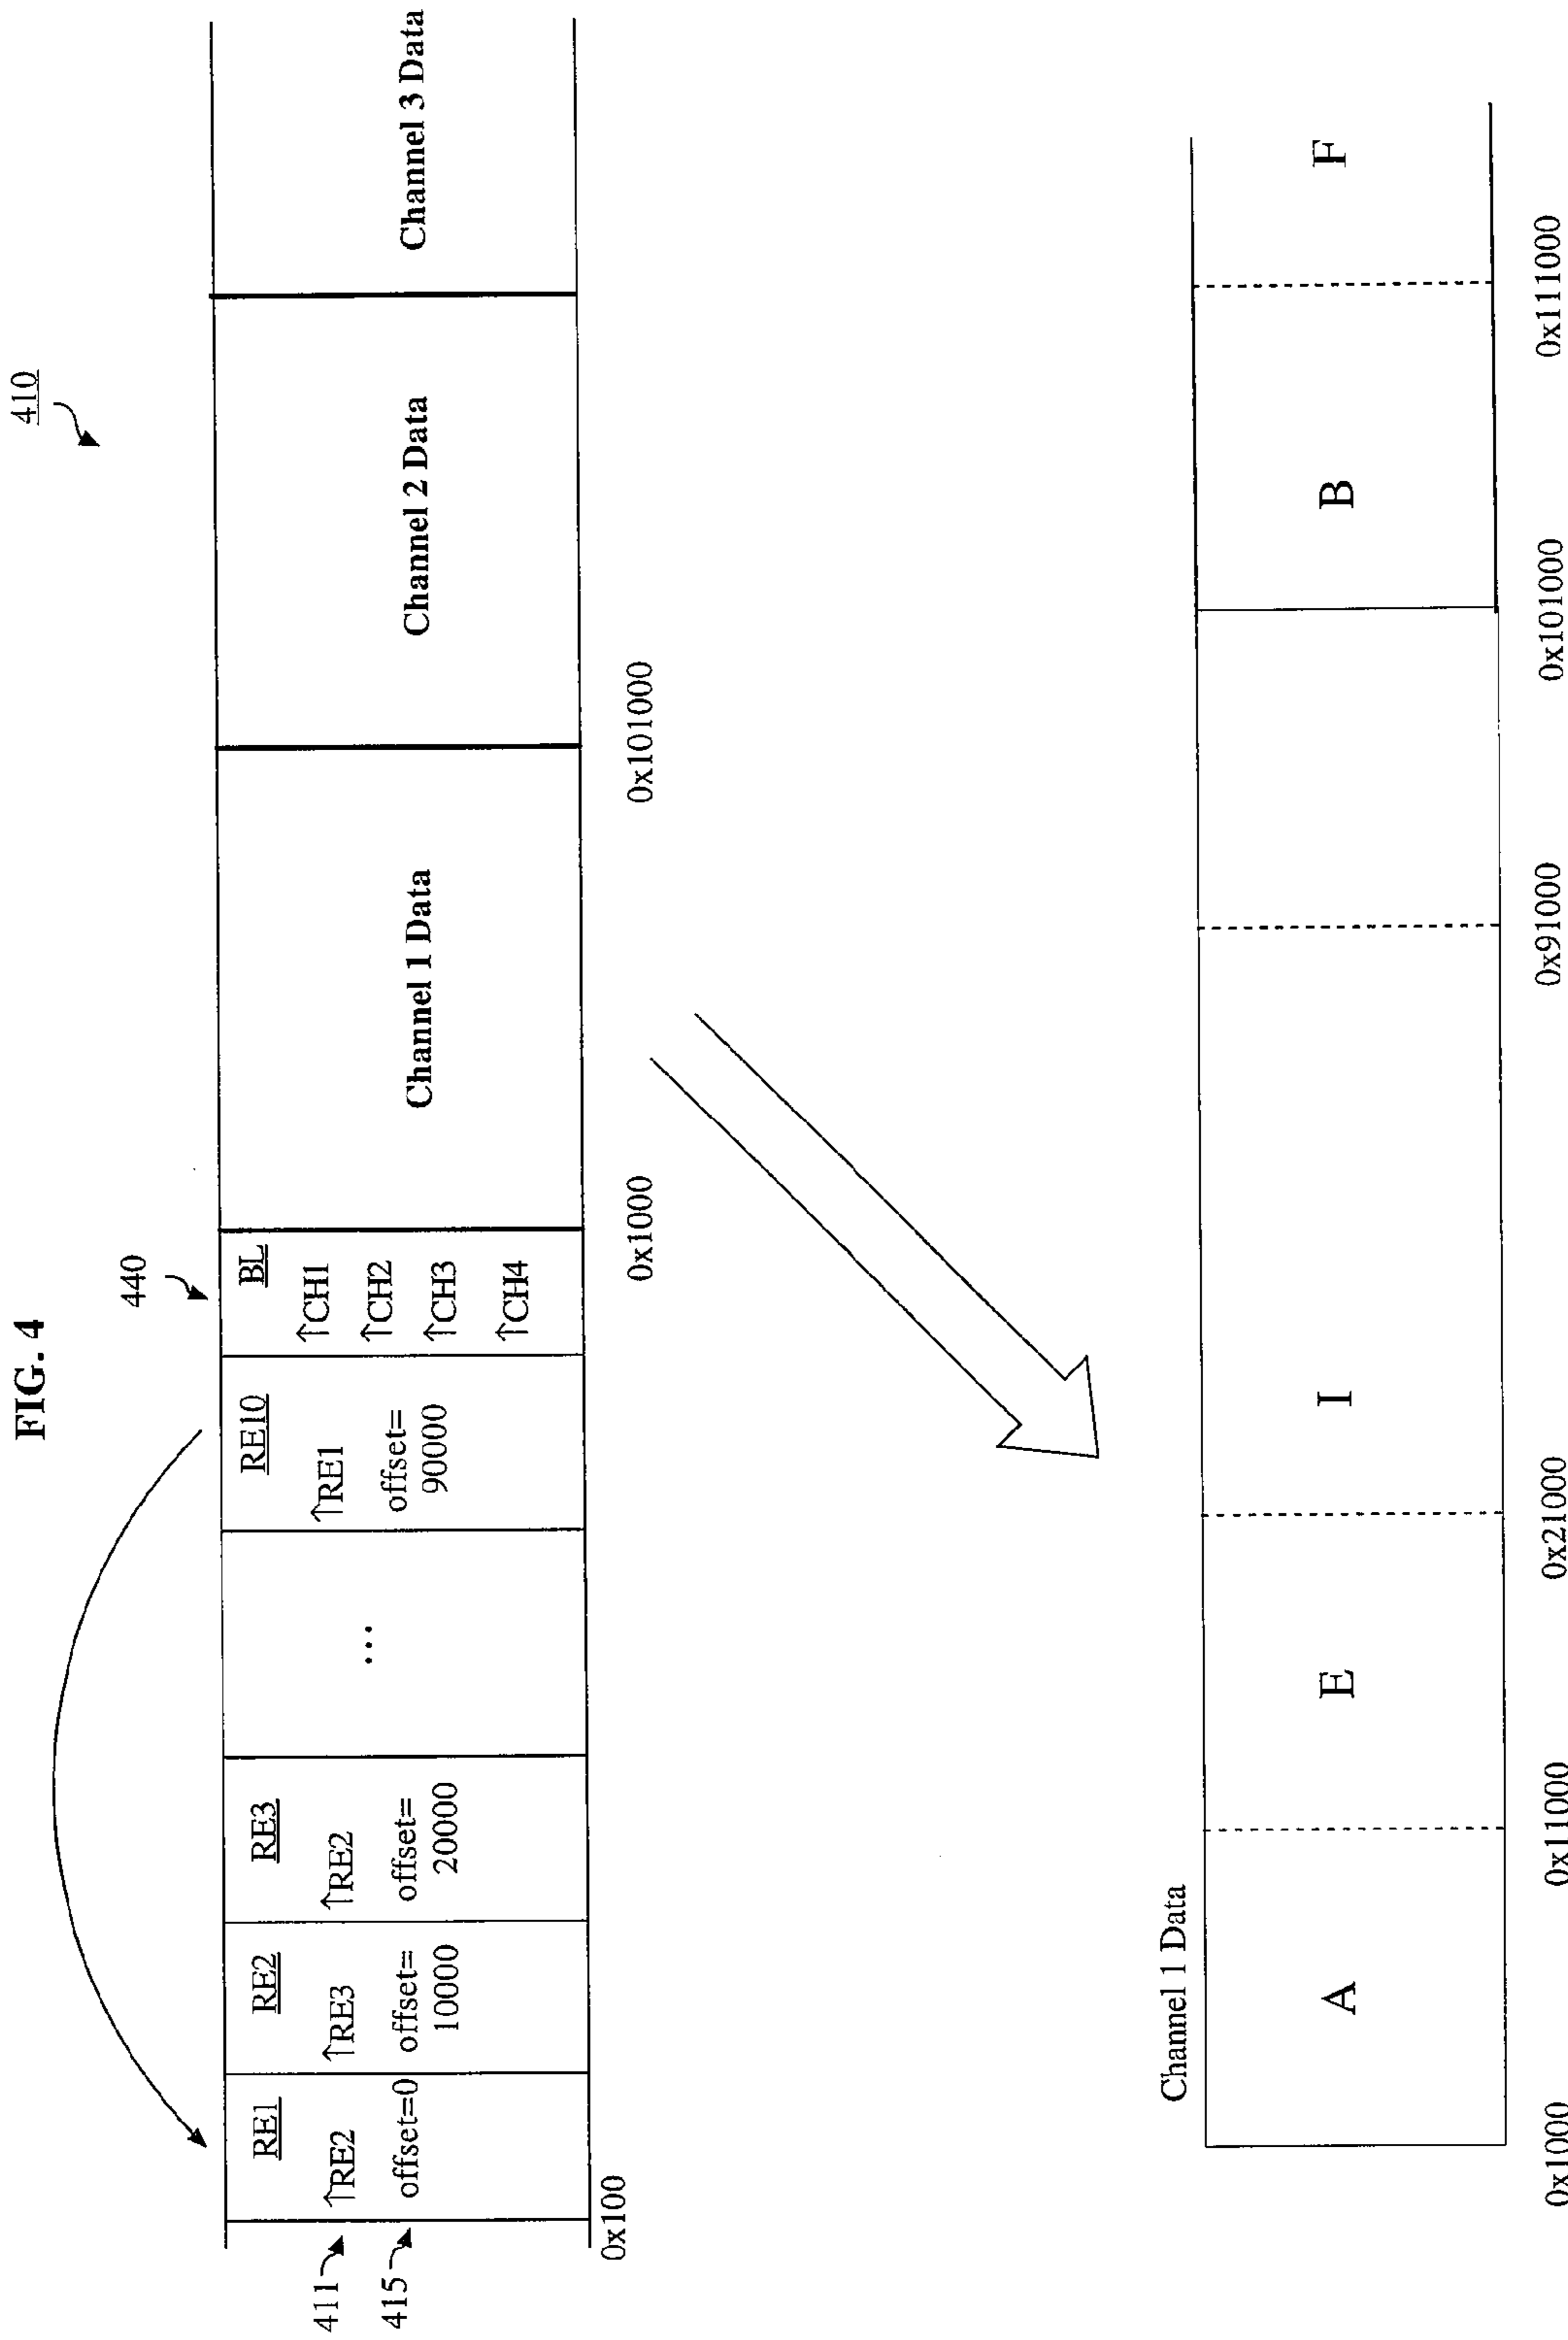 FIG. 4
410
440
RE1
↑RE2
offset=0
RE2
↑RE3
offset=
10000
RE3
↑RE2
offset=
20000
...
RE10
↑RE1
offset=
90000
BL
↑CH1
↑CH2
↑CH3
↑CH4
Channel 1 Data
Channel 2 Data
Channel 3 Data
411
415
0x100
0x1000
0x101000
Channel 1 Data
A
E
I
B
F
0x1000
0x11000
0x21000
0x91000
0x101000
0x111000